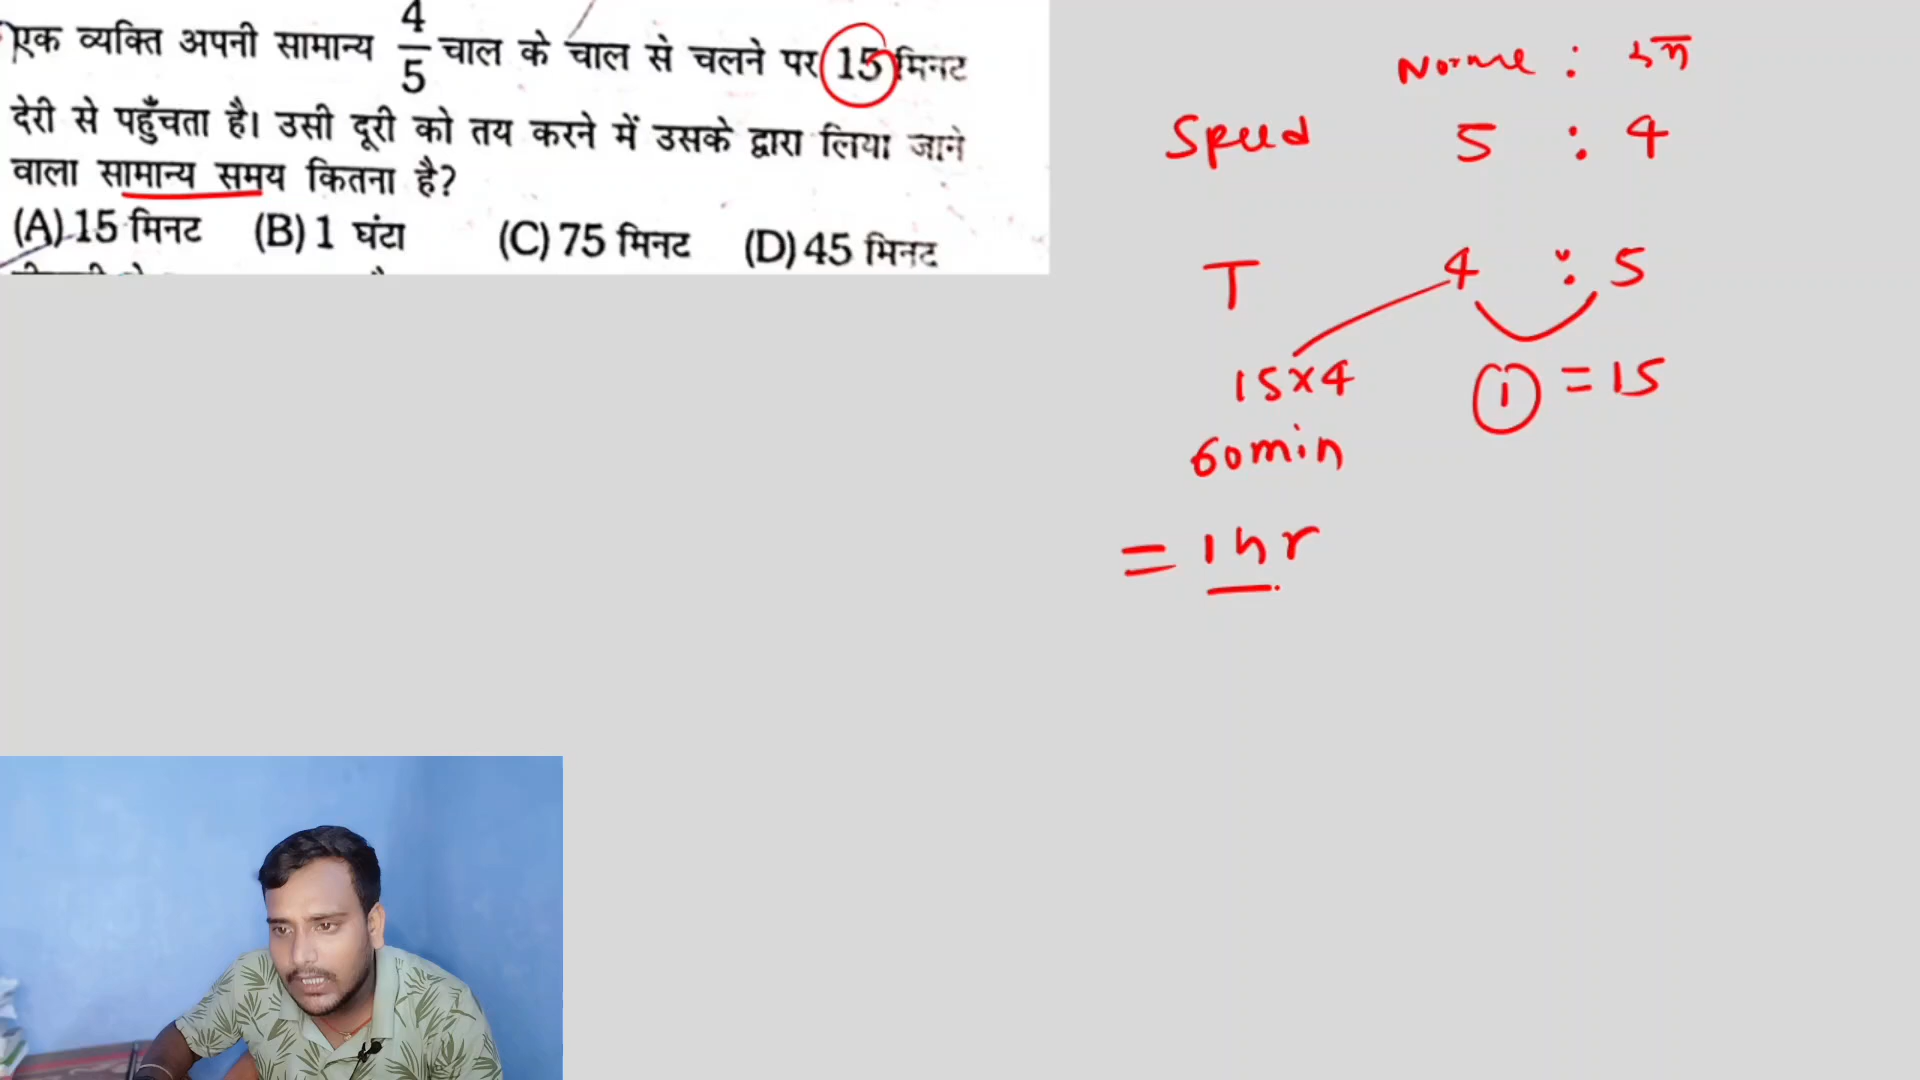 एक व्यक्ति अपनी सामान्य 4/5 चाल के चाल से चलने पर 15 मिनट
देरी से पहुँचता है। उसी दूरी को तय करने में उसके द्वारा लिया जाने
वाला सामान्य समय कितना है?
(A) 15 मिनट (B) 1 घंटा (C) 75 मिनट (D) 45 मिनट
:
Speed 5 : 4
T 4 : 5
15×4 1 = 15
60min
= 1hr